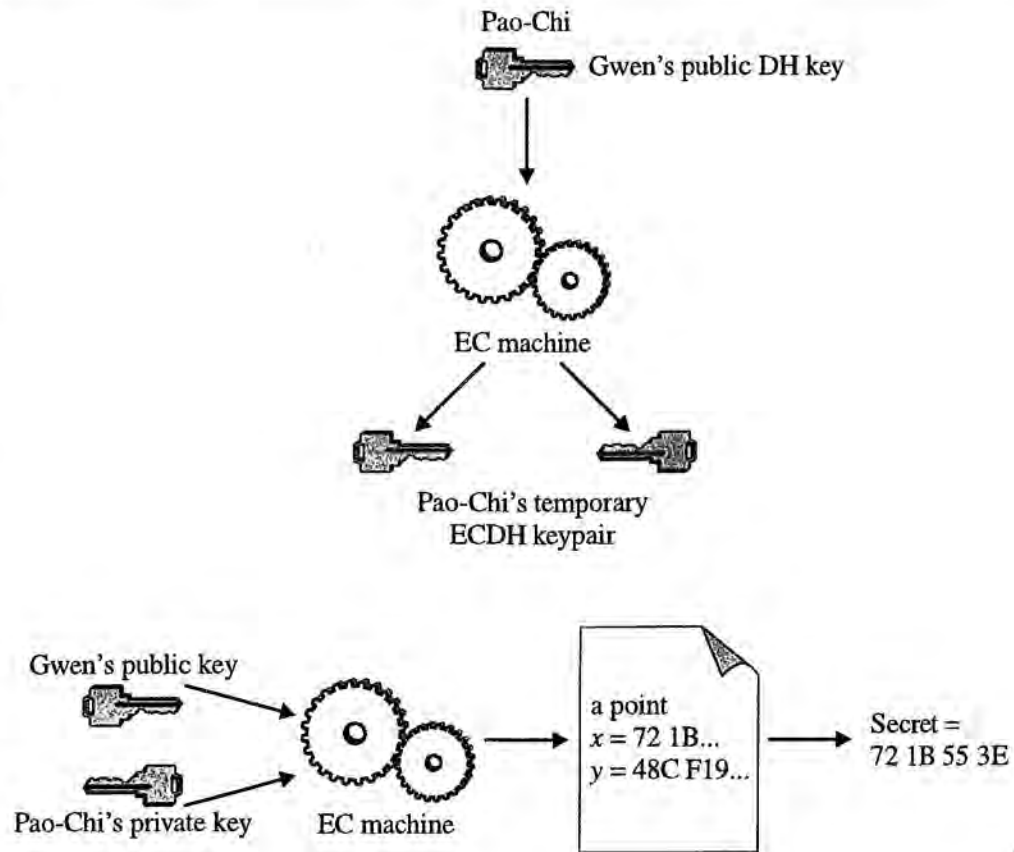 Pao-Chi
Gwen's public DH key
EC machine
Pao-Chi's temporary
ECDH keypair
Gwen's public key
Pao-Chi's private key
EC machine
a point
x = 72 1B...
y = 48C F19...
Secret =
72 1B 55 3E